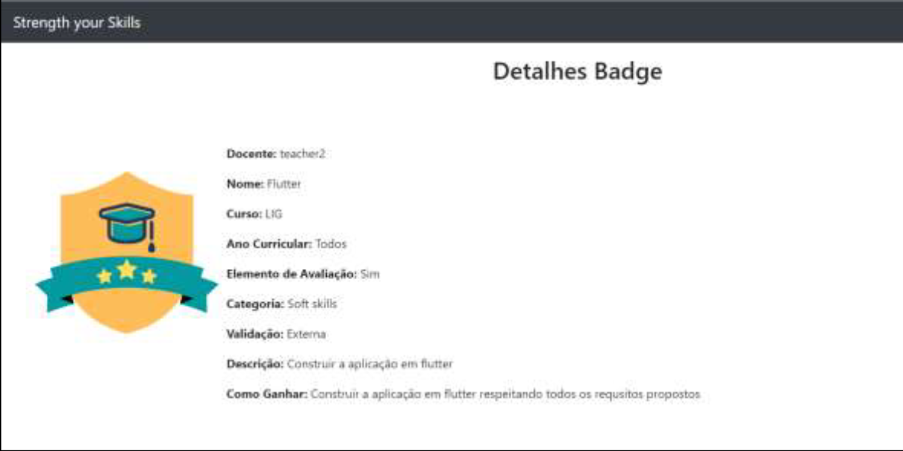 Strength your Skills
Detalhes Badge
Docente: teacher2
Nome: Flutter
Curso: LIG
Ano Curricular: Todos
Elemento de Avaliação: Sim
Categoria: Soft skills
Validação: Externa
Descrição: Construir a aplicação em flutter
Como Ganhar: Construir a aplicação em flutter respeitando todos os requsitos propostos